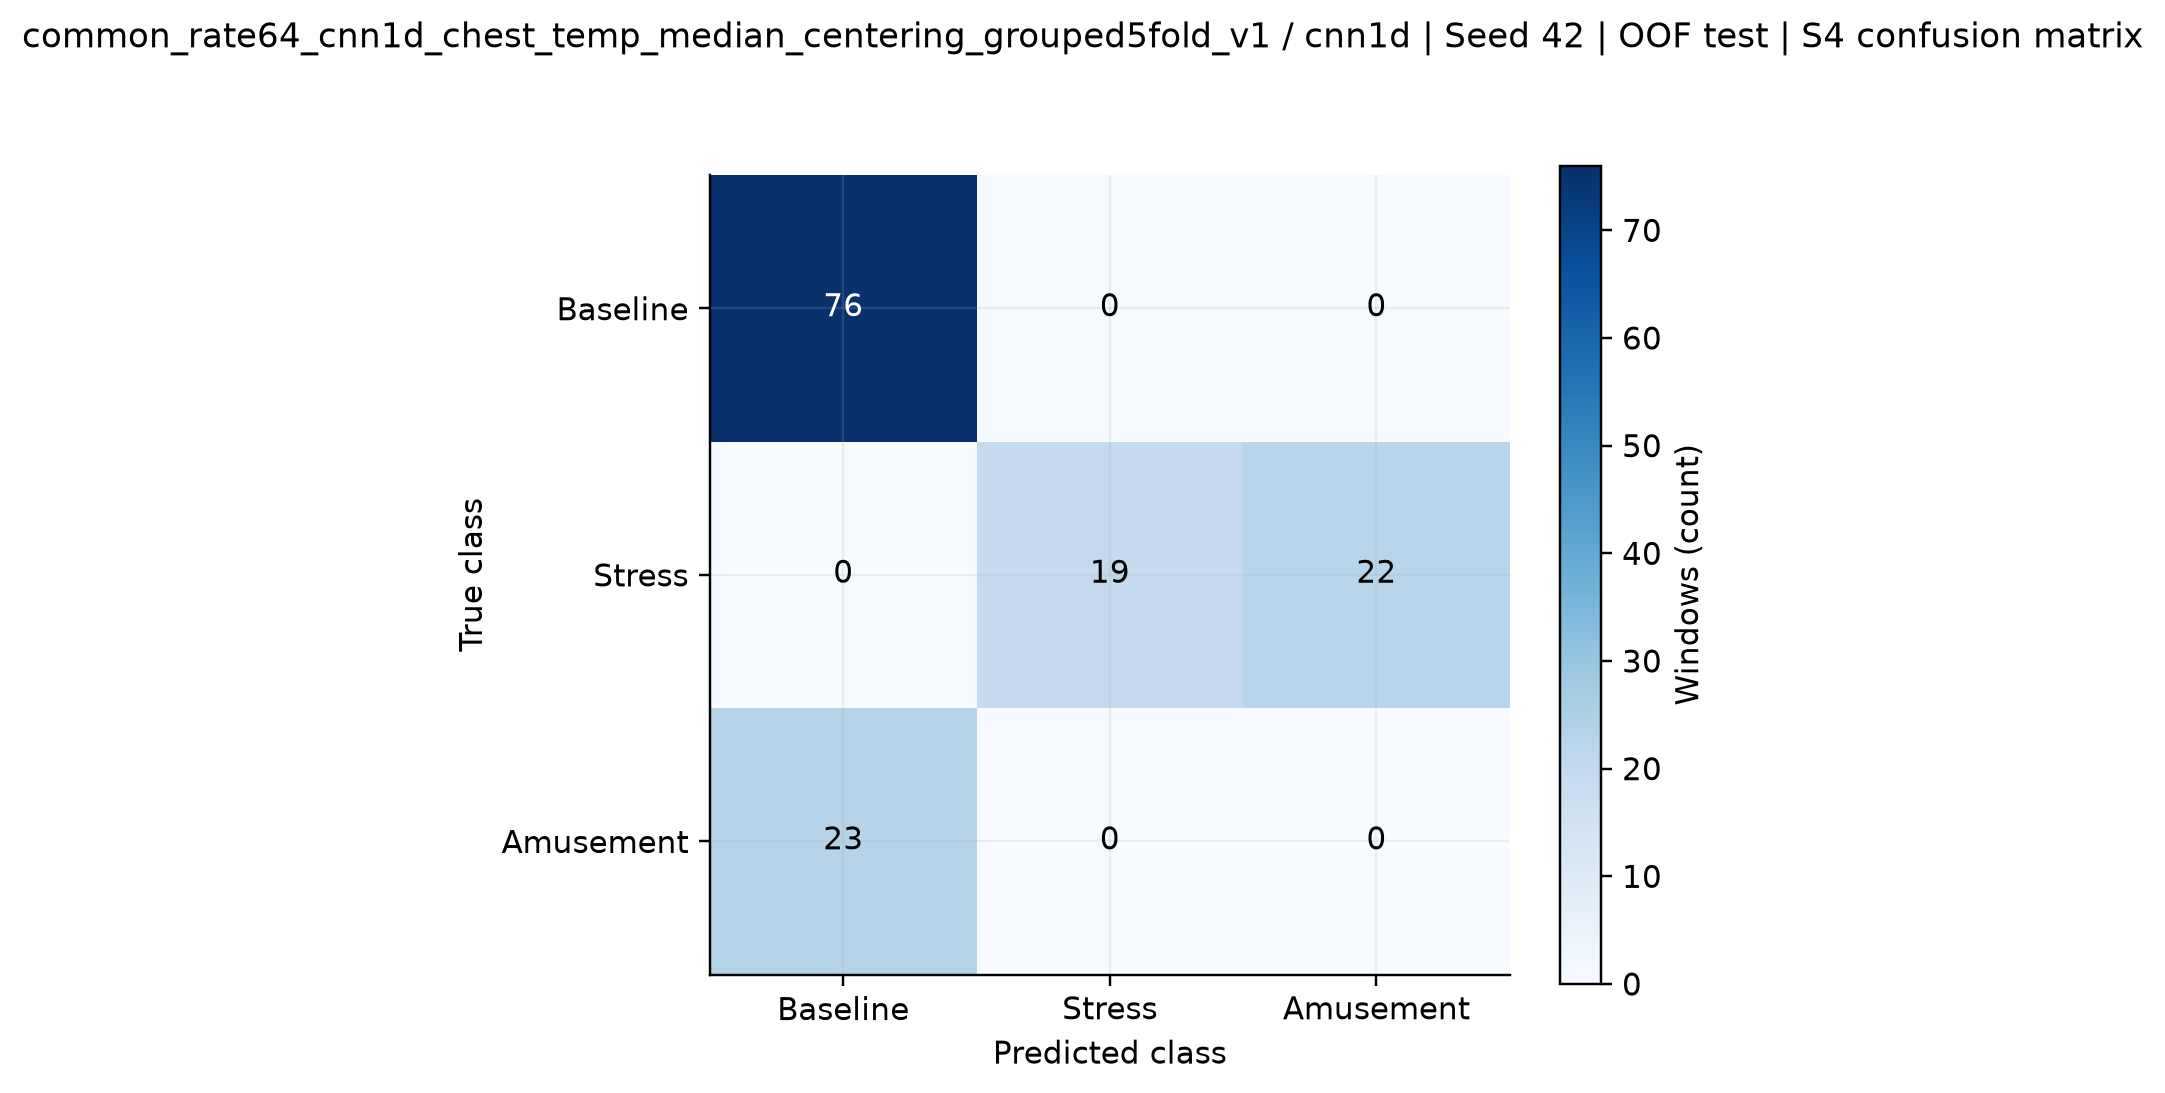 common_rate64_cnn1d_chest_temp_median_centering_grouped5fold_v1 / cnn1d | Seed 42 | OOF test | S4 confusion matrix
Baseline 76 0 0
Stress 0 19 22
Amusement 23 0 0
Baseline Stress Amusement
Predicted class
True class
70
60
50
40
30
20
10
0
Windows (count)